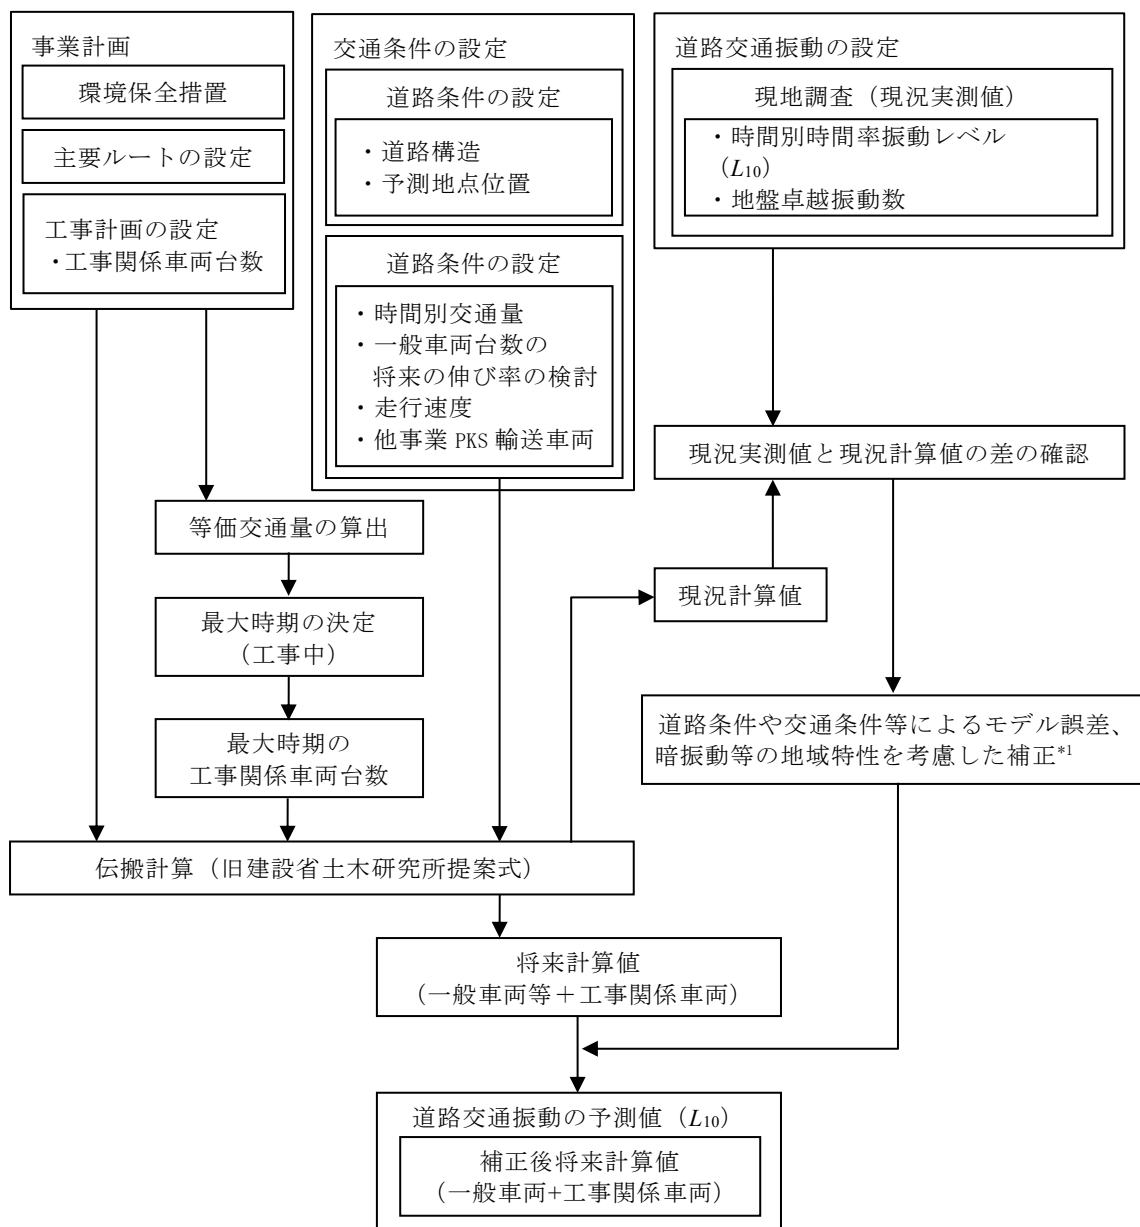 事業計画
環境保全措置
主要ルートの設定
工事計画の設定
・工事関係車両台数
交通条件の設定
道路条件の設定
・道路構造
・予測地点位置
道路条件の設定
・時間別交通量
・一般車両台数の
将来の伸び率の検討
・走行速度
・他事業 PKS 輸送車両
道路交通振動の設定
現地調査（現況実測値）
・時間別時間率振動レベル
（L10）
・地盤卓越振動数
現況実測値と現況計算値の差の確認
等価交通量の算出
現況計算値
最大時期の決定
（工事中）
道路条件や交通条件等によるモデル誤差、
暗振動等の地域特性を考慮した補正*1
最大時期の
工事関係車両台数
伝搬計算（旧建設省土木研究所提案式）
将来計算値
（一般車両等＋工事関係車両）
道路交通振動の予測値（L10）
補正後将来計算値
（一般車両+工事関係車両）